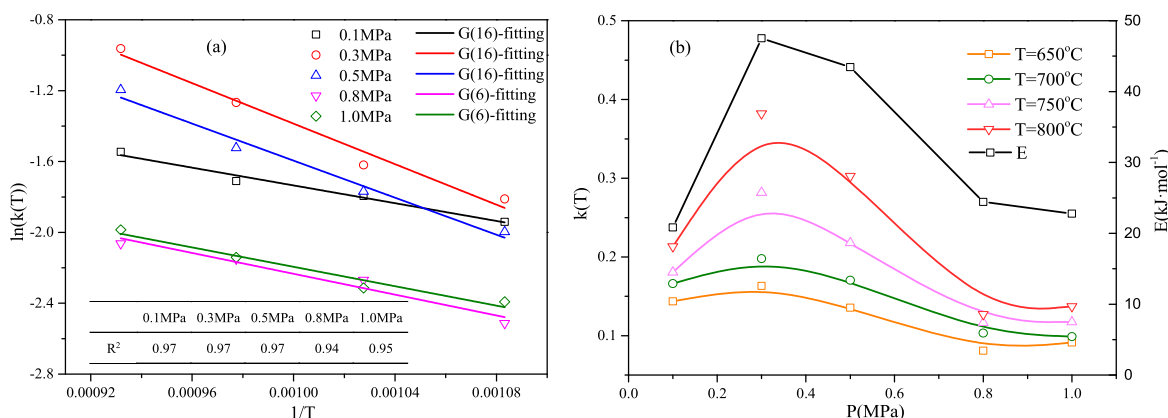 (a)
0.1MPa G(16)-fitting
0.3MPa G(16)-fitting
0.5MPa G(16)-fitting
0.8MPa G(6)-fitting
1.0MPa G(6)-fitting
-0.8
-1.2
-1.6
-2.0
-2.4
-2.8
ln(k(T))
0.1MPa 0.3MPa 0.5MPa 0.8MPa 1.0MPa
R² 0.97 0.97 0.97 0.94 0.95
0.00092 0.00096 0.00100 0.00104 0.00108
1/T
(b)
T=650°C
T=700°C
T=750°C
T=800°C
E
0.5
0.4
0.3
0.2
0.1
k(T)
50
40
30
20
10
0
E(kJ·mol⁻¹)
0.0 0.2 0.4 0.6 0.8 1.0
P(MPa)